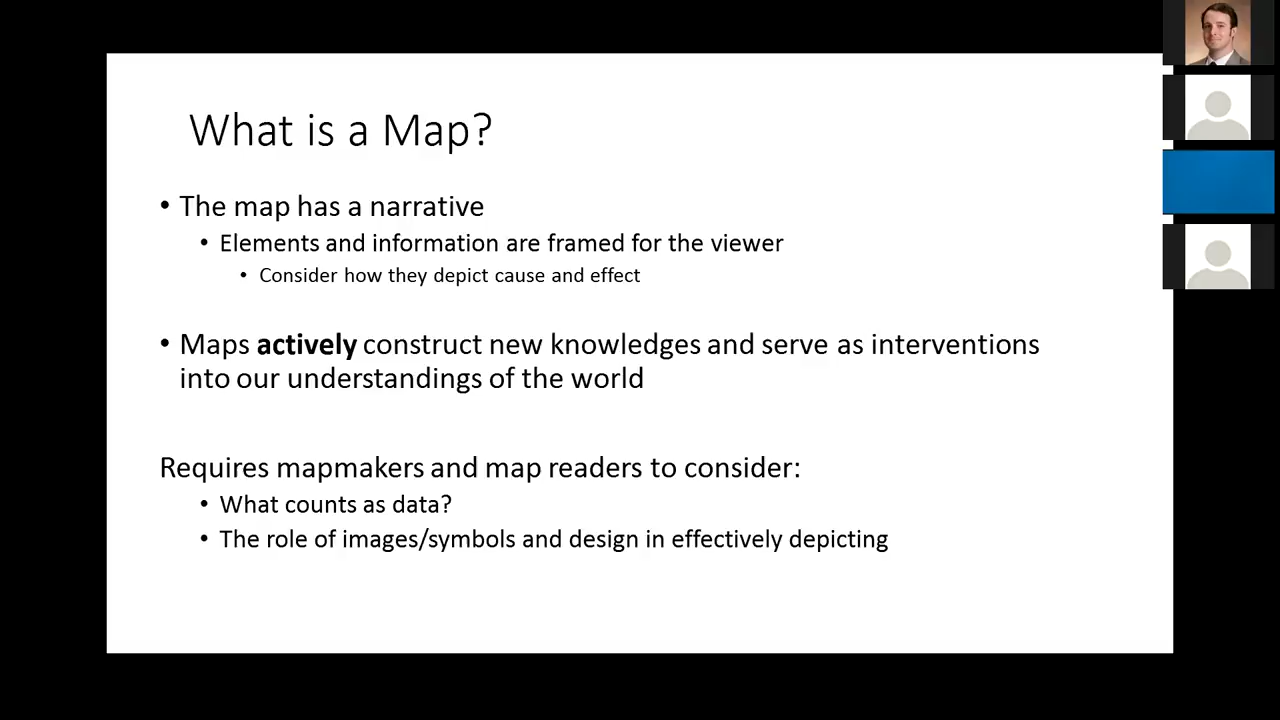 What is a Map?
• The map has a narrative
• Elements and information are framed for the viewer
• Consider how they depict cause and effect
• Maps actively construct new knowledges and serve as interventions
into our understandings of the world
Requires mapmakers and map readers to consider:
• What counts as data?
• The role of images/symbols and design in effectively depicting